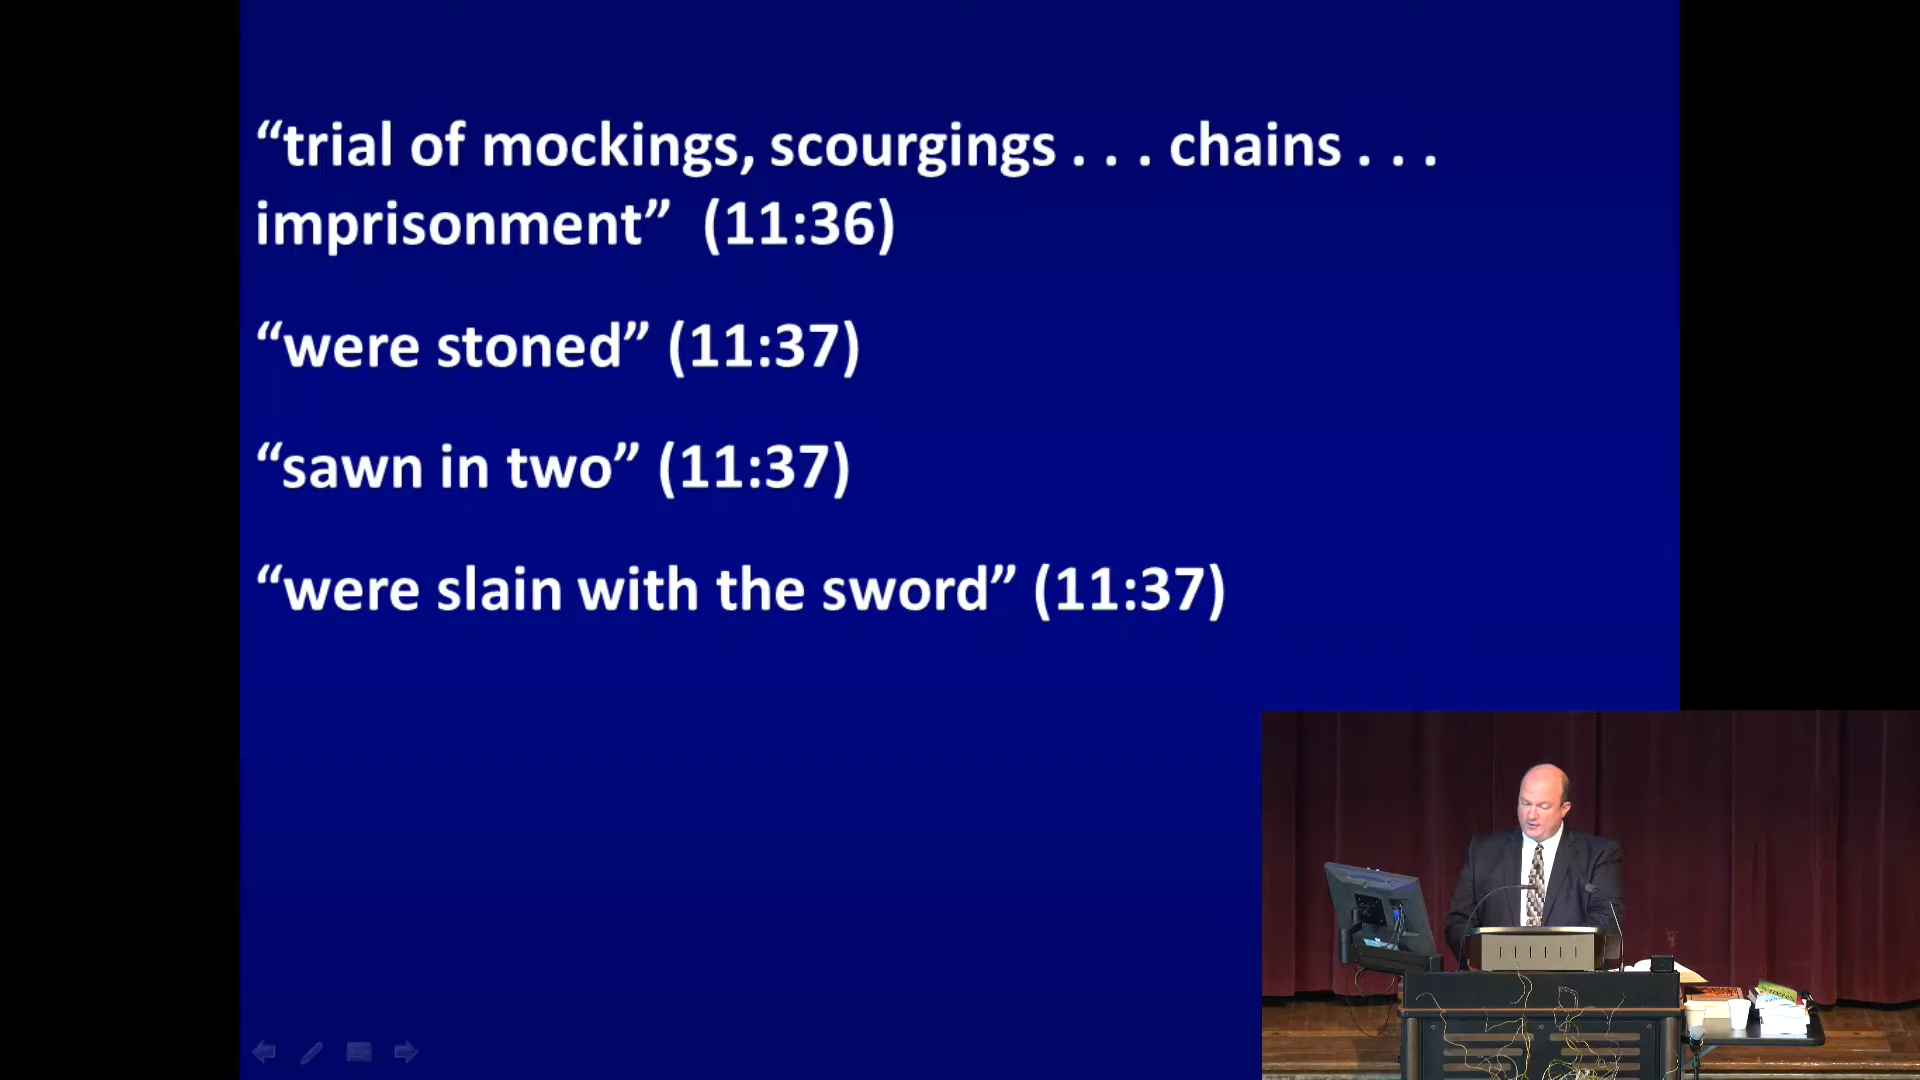 “trial of mockings, scourgings . . . chains . . .
imprisonment”  (11:36)
“were stoned” (11:37)
“sawn in two” (11:37)
“were slain with the sword” (11:37)